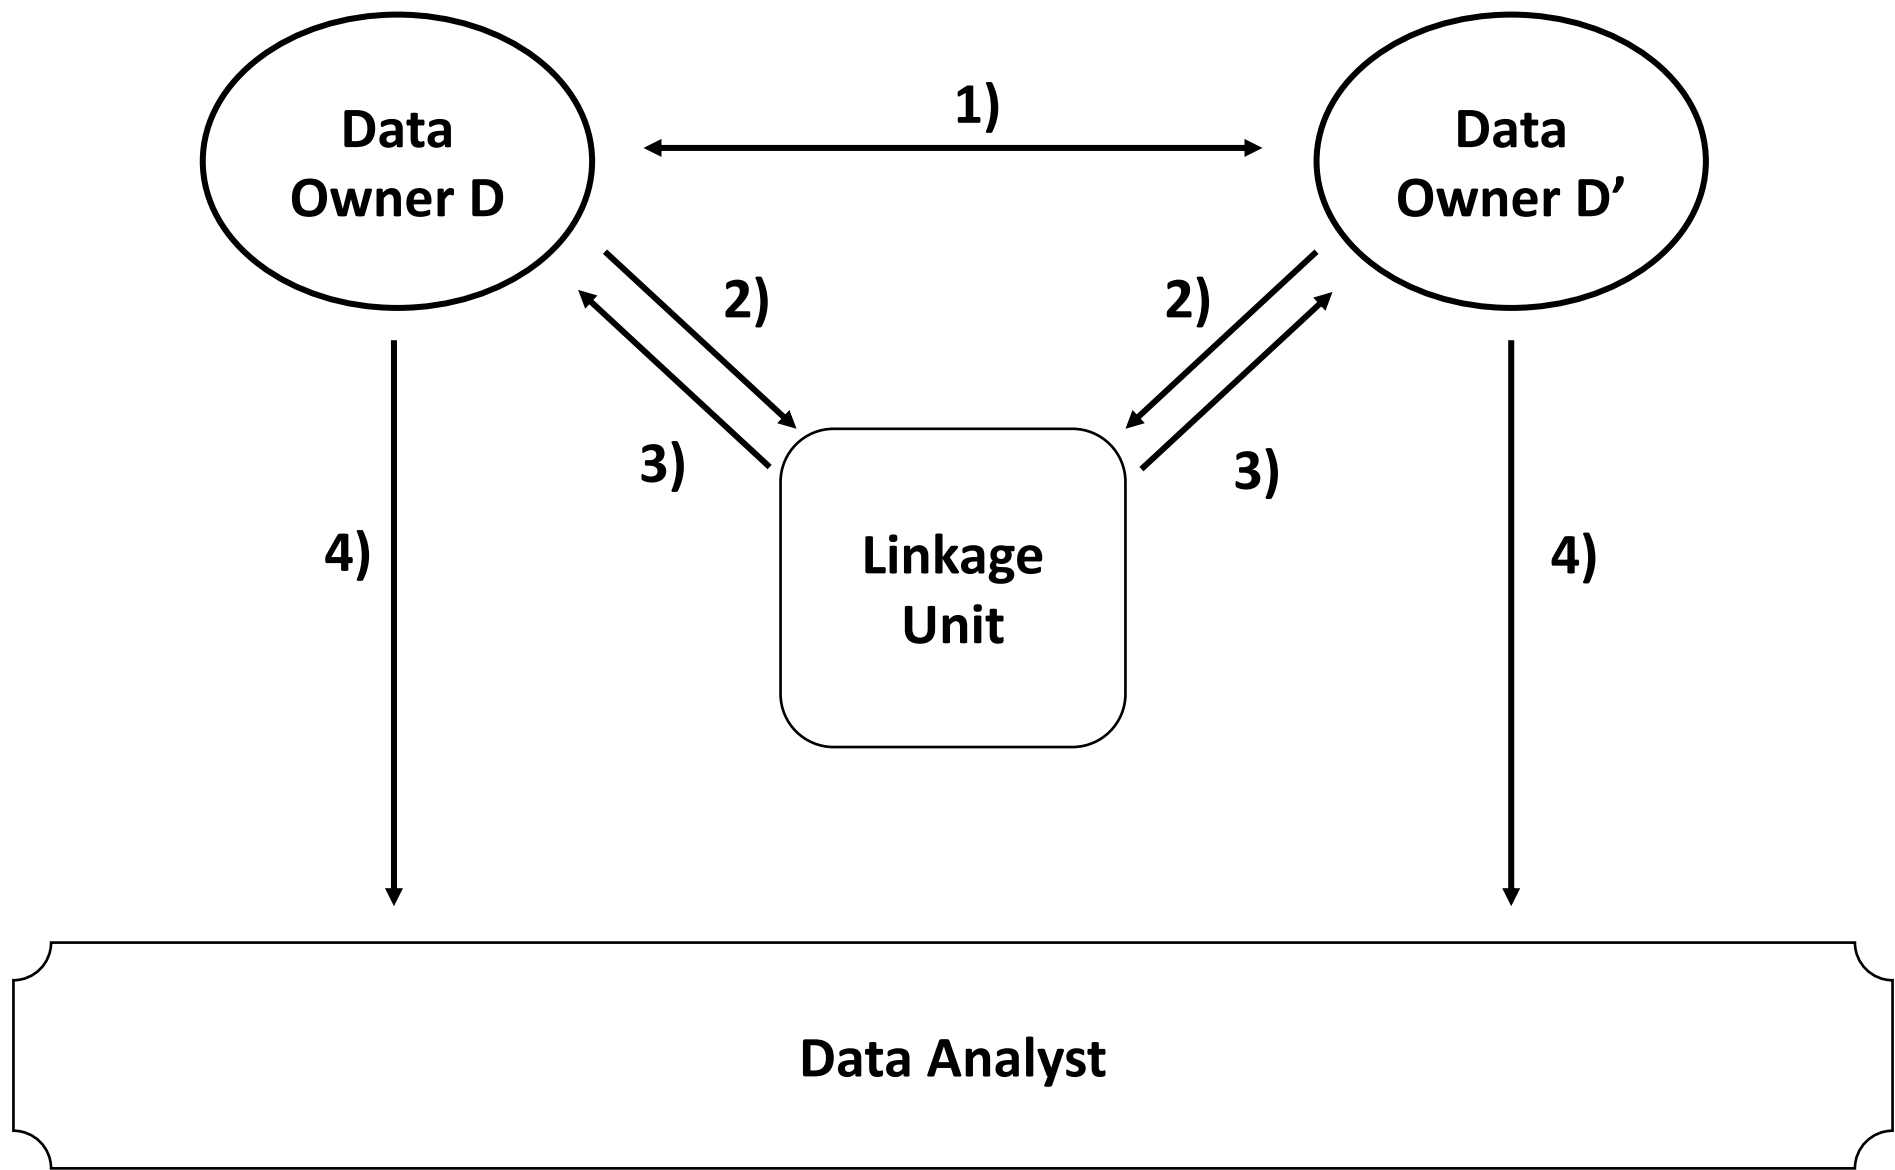 Data
Owner D
1)
Data
Owner D’
2)
2)
3)
3)
4)
4)
Linkage
Unit
Data Analyst